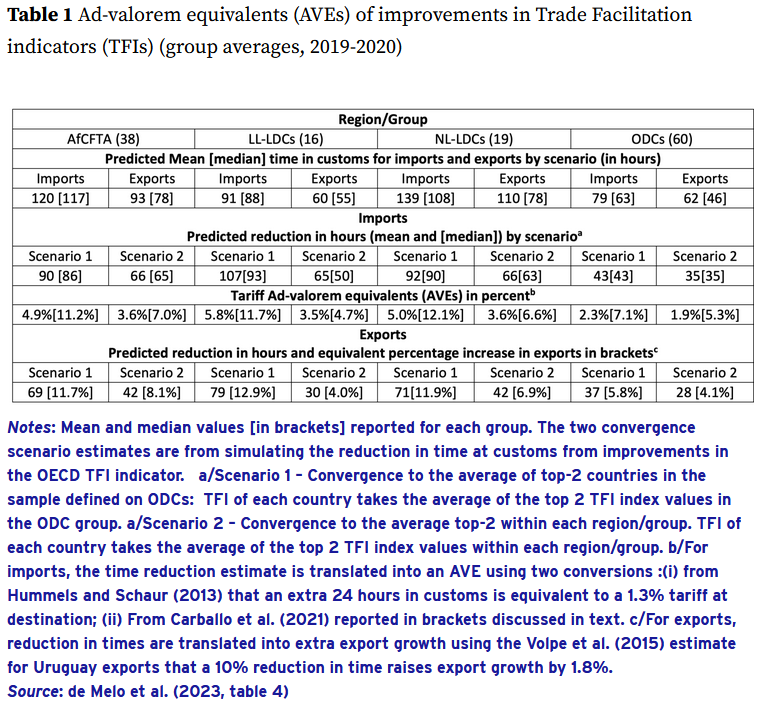 Table 1 Ad-valorem equivalents (AVEs) of improvements in Trade Facilitation
indicators (TFIs) (group averages, 2019-2020)
Region/Group
AfCFTA (38) LL-LDCs (16) NL-LDCs (19) ODCs (60)
Predicted Mean [median] time in customs for imports and exports by scenario (in hours)
Imports Exports Imports Exports Imports Exports Imports Exports
120 [117] 93 [78] 91 [88] 60 [55] 139 [108] 110 [78] 79 [63] 62 [46]
Imports
Predicted reduction in hours (mean and [median]) by scenarioᵃ
Scenario 1 Scenario 2 Scenario 1 Scenario 2 Scenario 1 Scenario 2 Scenario 1 Scenario 2
90 [86] 66 [65] 107[93] 65[50] 92[90] 66[63] 43[43] 35[35]
Tariff Ad-valorem equivalents (AVEs) in percentᵇ
4.9%[11.2%] 3.6%[7.0%] 5.8%[11.7%] 3.5%[4.7%] 5.0%[12.1%] 3.6%[6.6%] 2.3%[7.1%] 1.9%[5.3%]
Exports
Predicted reduction in hours and equivalent percentage increase in exports in bracketsᶜ
Scenario 1 Scenario 2 Scenario 1 Scenario 2 Scenario 1 Scenario 2 Scenario 1 Scenario 2
69 [11.7%] 42 [8.1%] 79 [12.9%] 30 [4.0%] 71[11.9%] 42 [6.9%] 37 [5.8%] 28 [4.1%]
Notes: Mean and median values [in brackets] reported for each group. The two convergence
scenario estimates are from simulating the reduction in time at customs from improvements in
the OECD TFI indicator. a/Scenario 1 – Convergence to the average of top-2 countries in the
sample defined on ODCs: TFI of each country takes the average of the top 2 TFI index values in
the ODC group. a/Scenario 2 – Convergence to the average top-2 within each region/group. TFI of
each country takes the average of the top 2 TFI index values within each region/group. b/For
imports, the time reduction estimate is translated into an AVE using two conversions :(i) from
Hummels and Schaur (2013) that an extra 24 hours in customs is equivalent to a 1.3% tariff at
destination; (ii) From Carballo et al. (2021) reported in brackets discussed in text. c/For exports,
reduction in times are translated into extra export growth using the Volpe et al. (2015) estimate
for Uruguay exports that a 10% reduction in time raises export growth by 1.8%.
Source: de Melo et al. (2023, table 4)